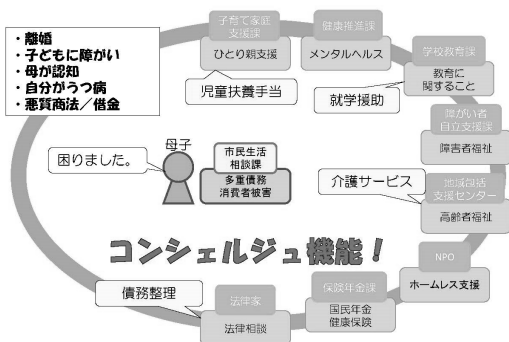 ・離婚
・子どもに障がい
・母が認知
・自分がうつ病
・悪質商法／借金
子育て家庭
支援課
ひとり親支援
児童扶養手当
健康推進課
メンタルヘルス
学校教育課
教育に
関すること
就学援助
障がい者
自立支援課
障害者福祉
地域包括
支援センター
高齢者福祉
介護サービス
母子
困りました。
市民生活
相談課
多重債務
消費者被害
コンシェルジュ機能！
NPO
ホームレス支援
保険年金課
国民年金
健康保険
法律家
法律相談
債務整理